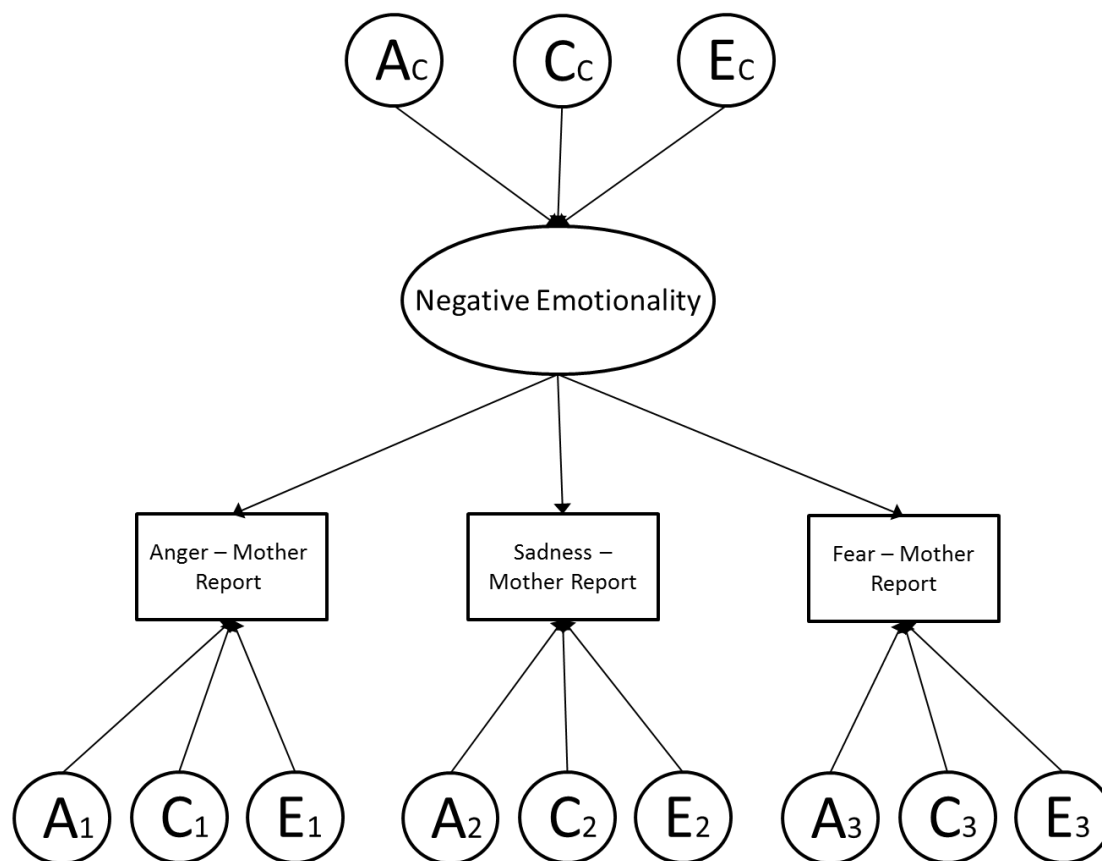 AC CC EC
Negative Emotionality
Anger – Mother
Report
Sadness –
Mother Report
Fear – Mother
Report
A1 C1 E1 A2 C2 E2 A3 C3 E3